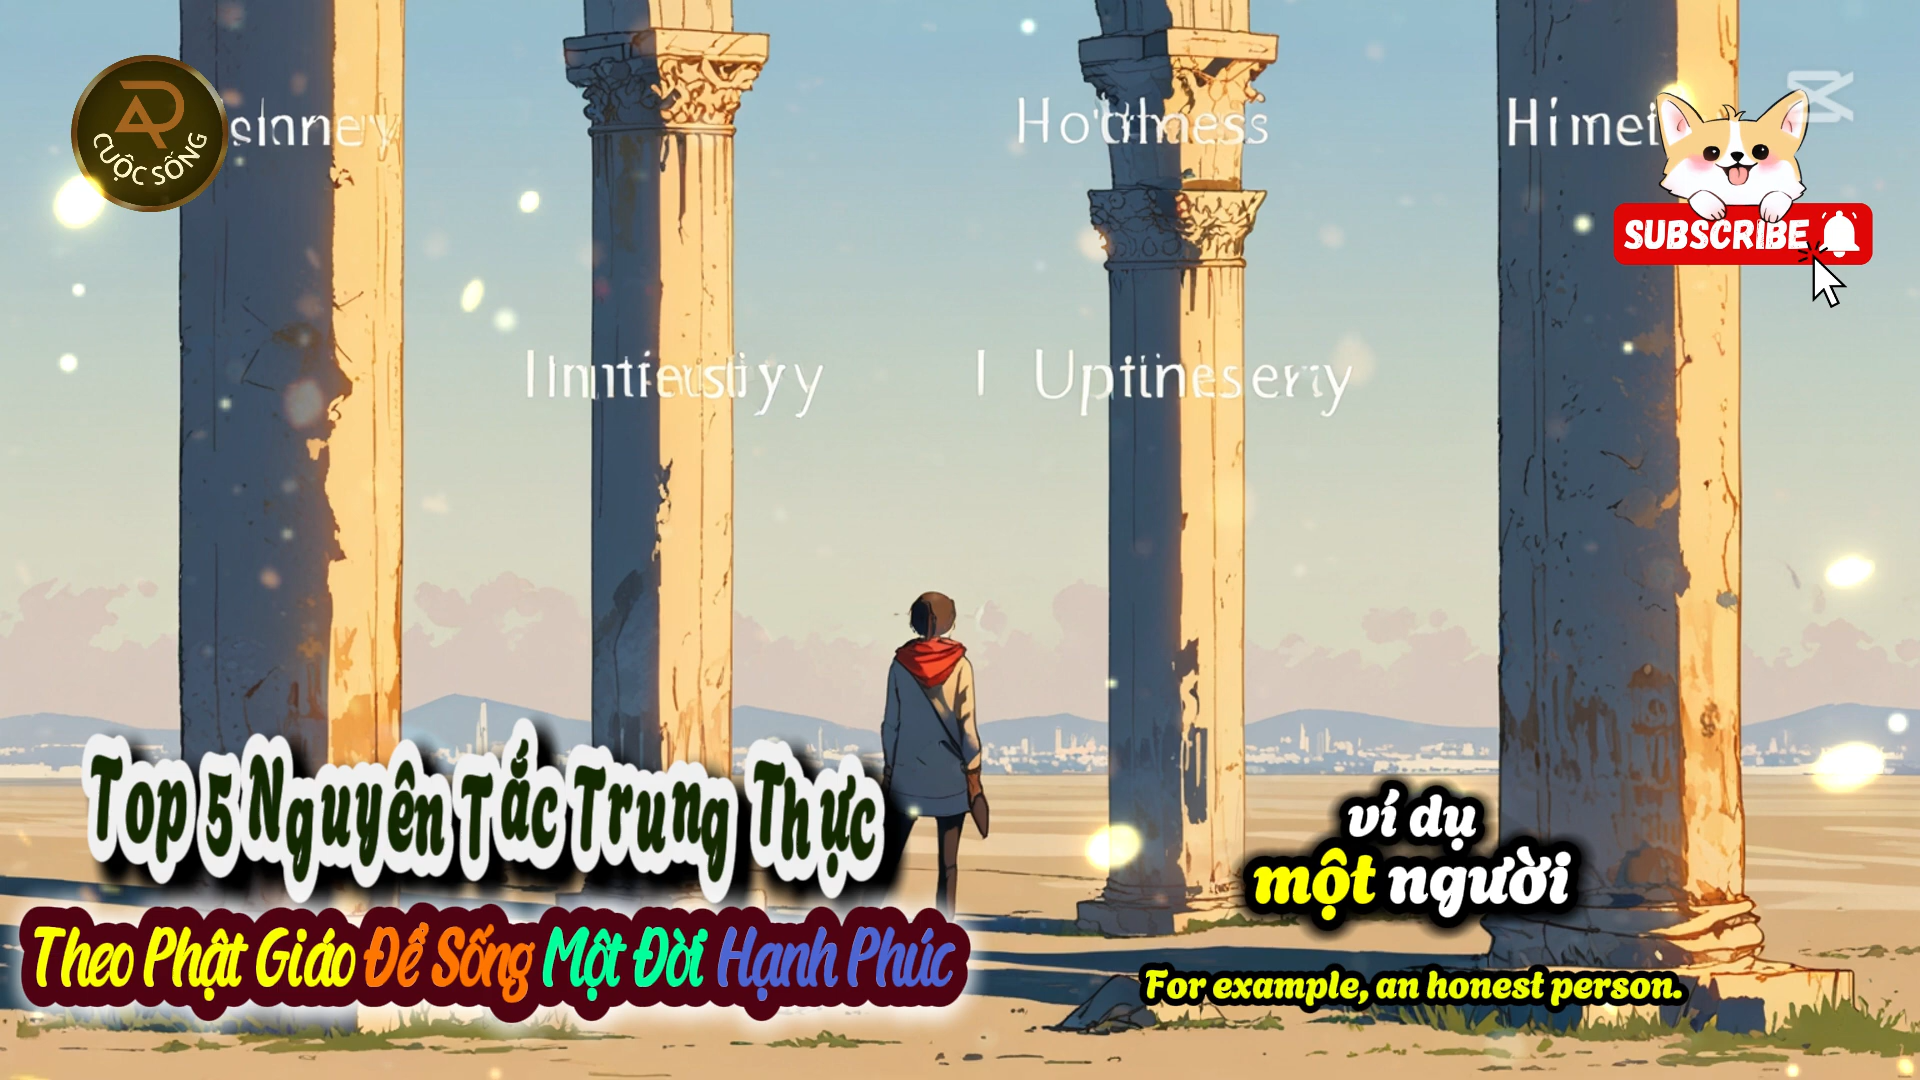 CUỘC SỐNG
SUBSCRIBE
Top 5 Nguyên Tắc Trung Thực
Theo Phật Giáo Để Sống Một Đời Hạnh Phúc
ví dụ
một người
For example, an honest person.